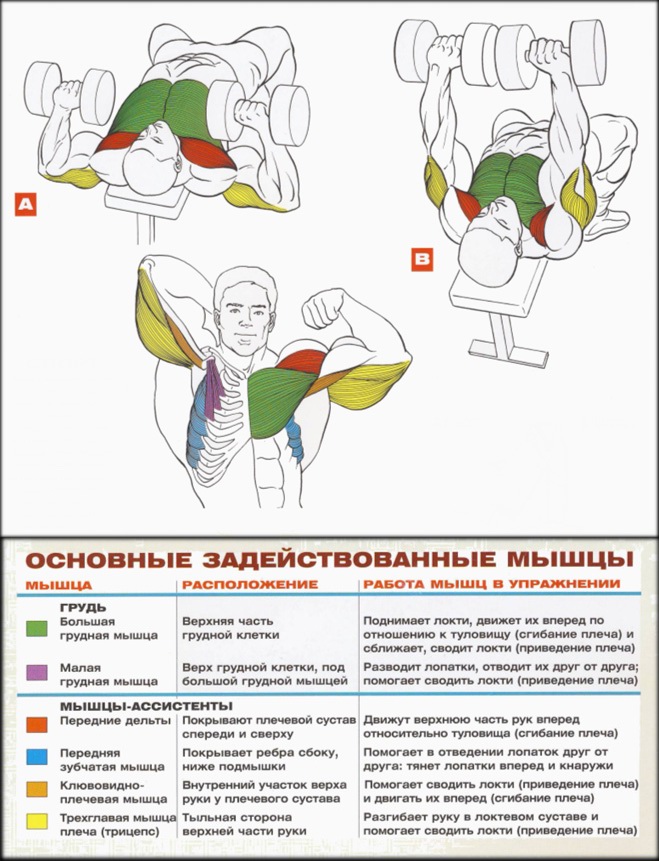 A
B
ОСНОВНЫЕ ЗАДЕЙСТВОВАННЫЕ МЫШЦЫ
МЫШЦА РАСПОЛОЖЕНИЕ РАБОТА МЫШЦ В УПРАЖНЕНИИ
ГРУДЬ
Большая Верхняя часть Поднимает локти, движет их вперед по
грудная мышца грудной клетки отношению к туловищу (сгибание плеча) и
сближает, сводит локти (приведение плеча)
Малая Верх грудной клетки, под Разводит лопатки, отводит их друг от друга;
грудная мышца большой грудной мышцей помогает сводить локти (приведение плеча)
МЫШЦЫ-АССИСТЕНТЫ
Передние дельты Покрывают плечевой сустав Движут верхнюю часть рук вперед
спереди и сверху относительно туловища (сгибание плеча)
Передняя Покрывает ребра сбоку, Помогает в отведении лопаток друг от
зубчатая мышца ниже подмышки друга: тянет лопатки вперед и кнаружи
Клювовидно- Внутренний участок верха Помогает сводить локти (приведение плеча)
плечевая мышца руки у плечевого сустава и двигать их вперед (сгибание плеча)
Трехглавая мышца Тыльная сторона Разгибает руку в локтевом суставе и
плеча (трицепс) верхней части руки помогает сводить локти (приведение плеча)